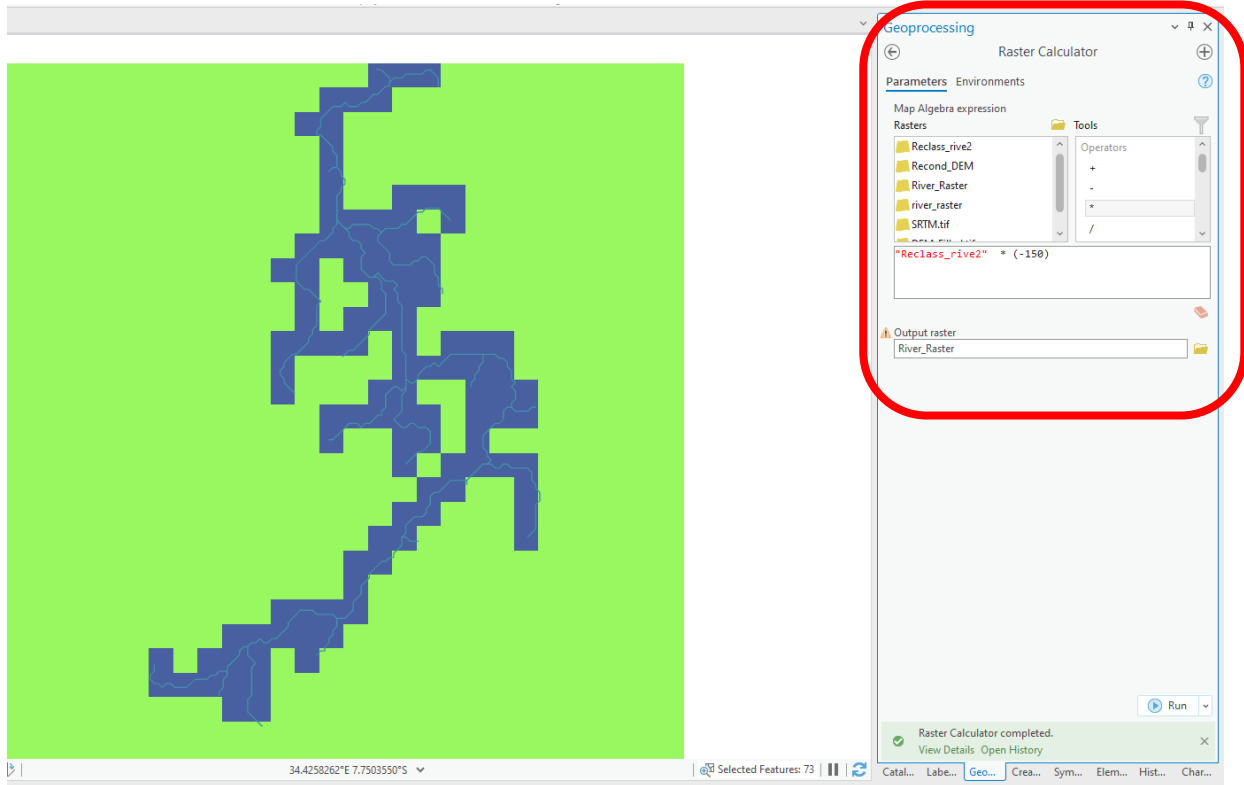 Geoprocessing
Raster Calculator
Parameters Environments
Map Algebra expression
Rasters
Tools
Reclass_rive2
Recond_DEM
River_Raster
river_raster
SRTM.tif
Operators
+
-
*
/
"Reclass_rive2" * (-150)
Output raster
River_Raster
Run
Raster Calculator completed.
View Details Open History
34.4258262°E 7.7503550°S
Selected Features: 73
Catal... Labe... Geo... Crea... Sym... Elem... Hist... Char...